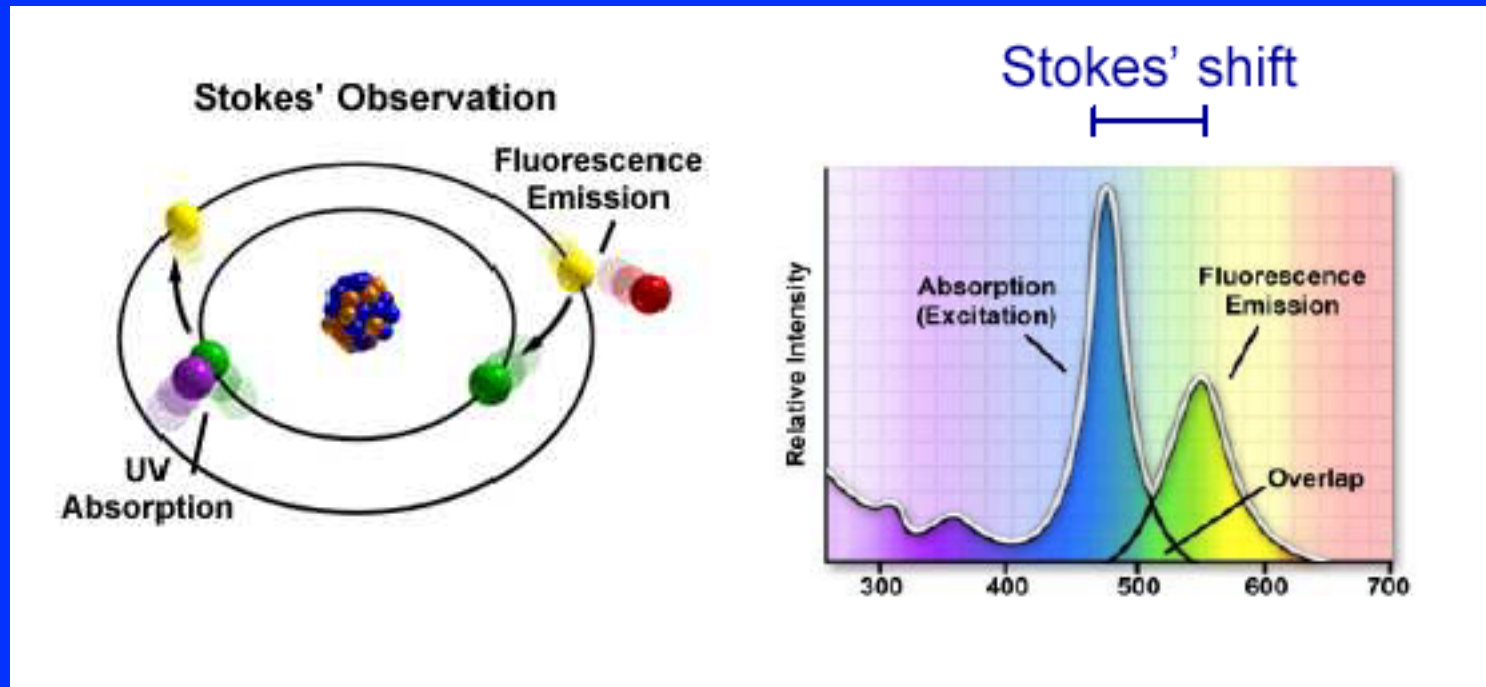 Stokes' shift
Stokes' Observation
Fluorescence
Emission
UV
Absorption
Relative Intensity
Absorption
(Excitation)
Fluorescence
Emission
Overlap
300 400 500 600 700